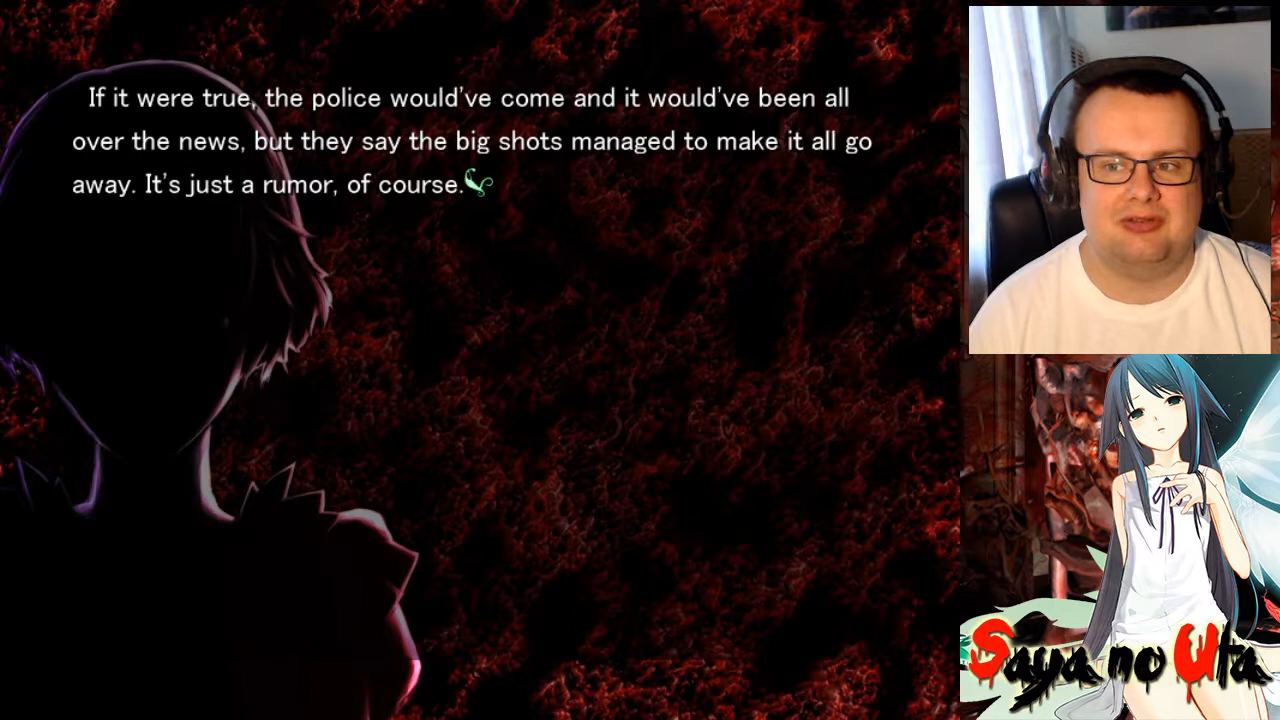 If it were true, the police would've come and it would've been all
over the news, but they say the big shots managed to make it all go
away. It's just a rumor, of course.
Saya no Uta